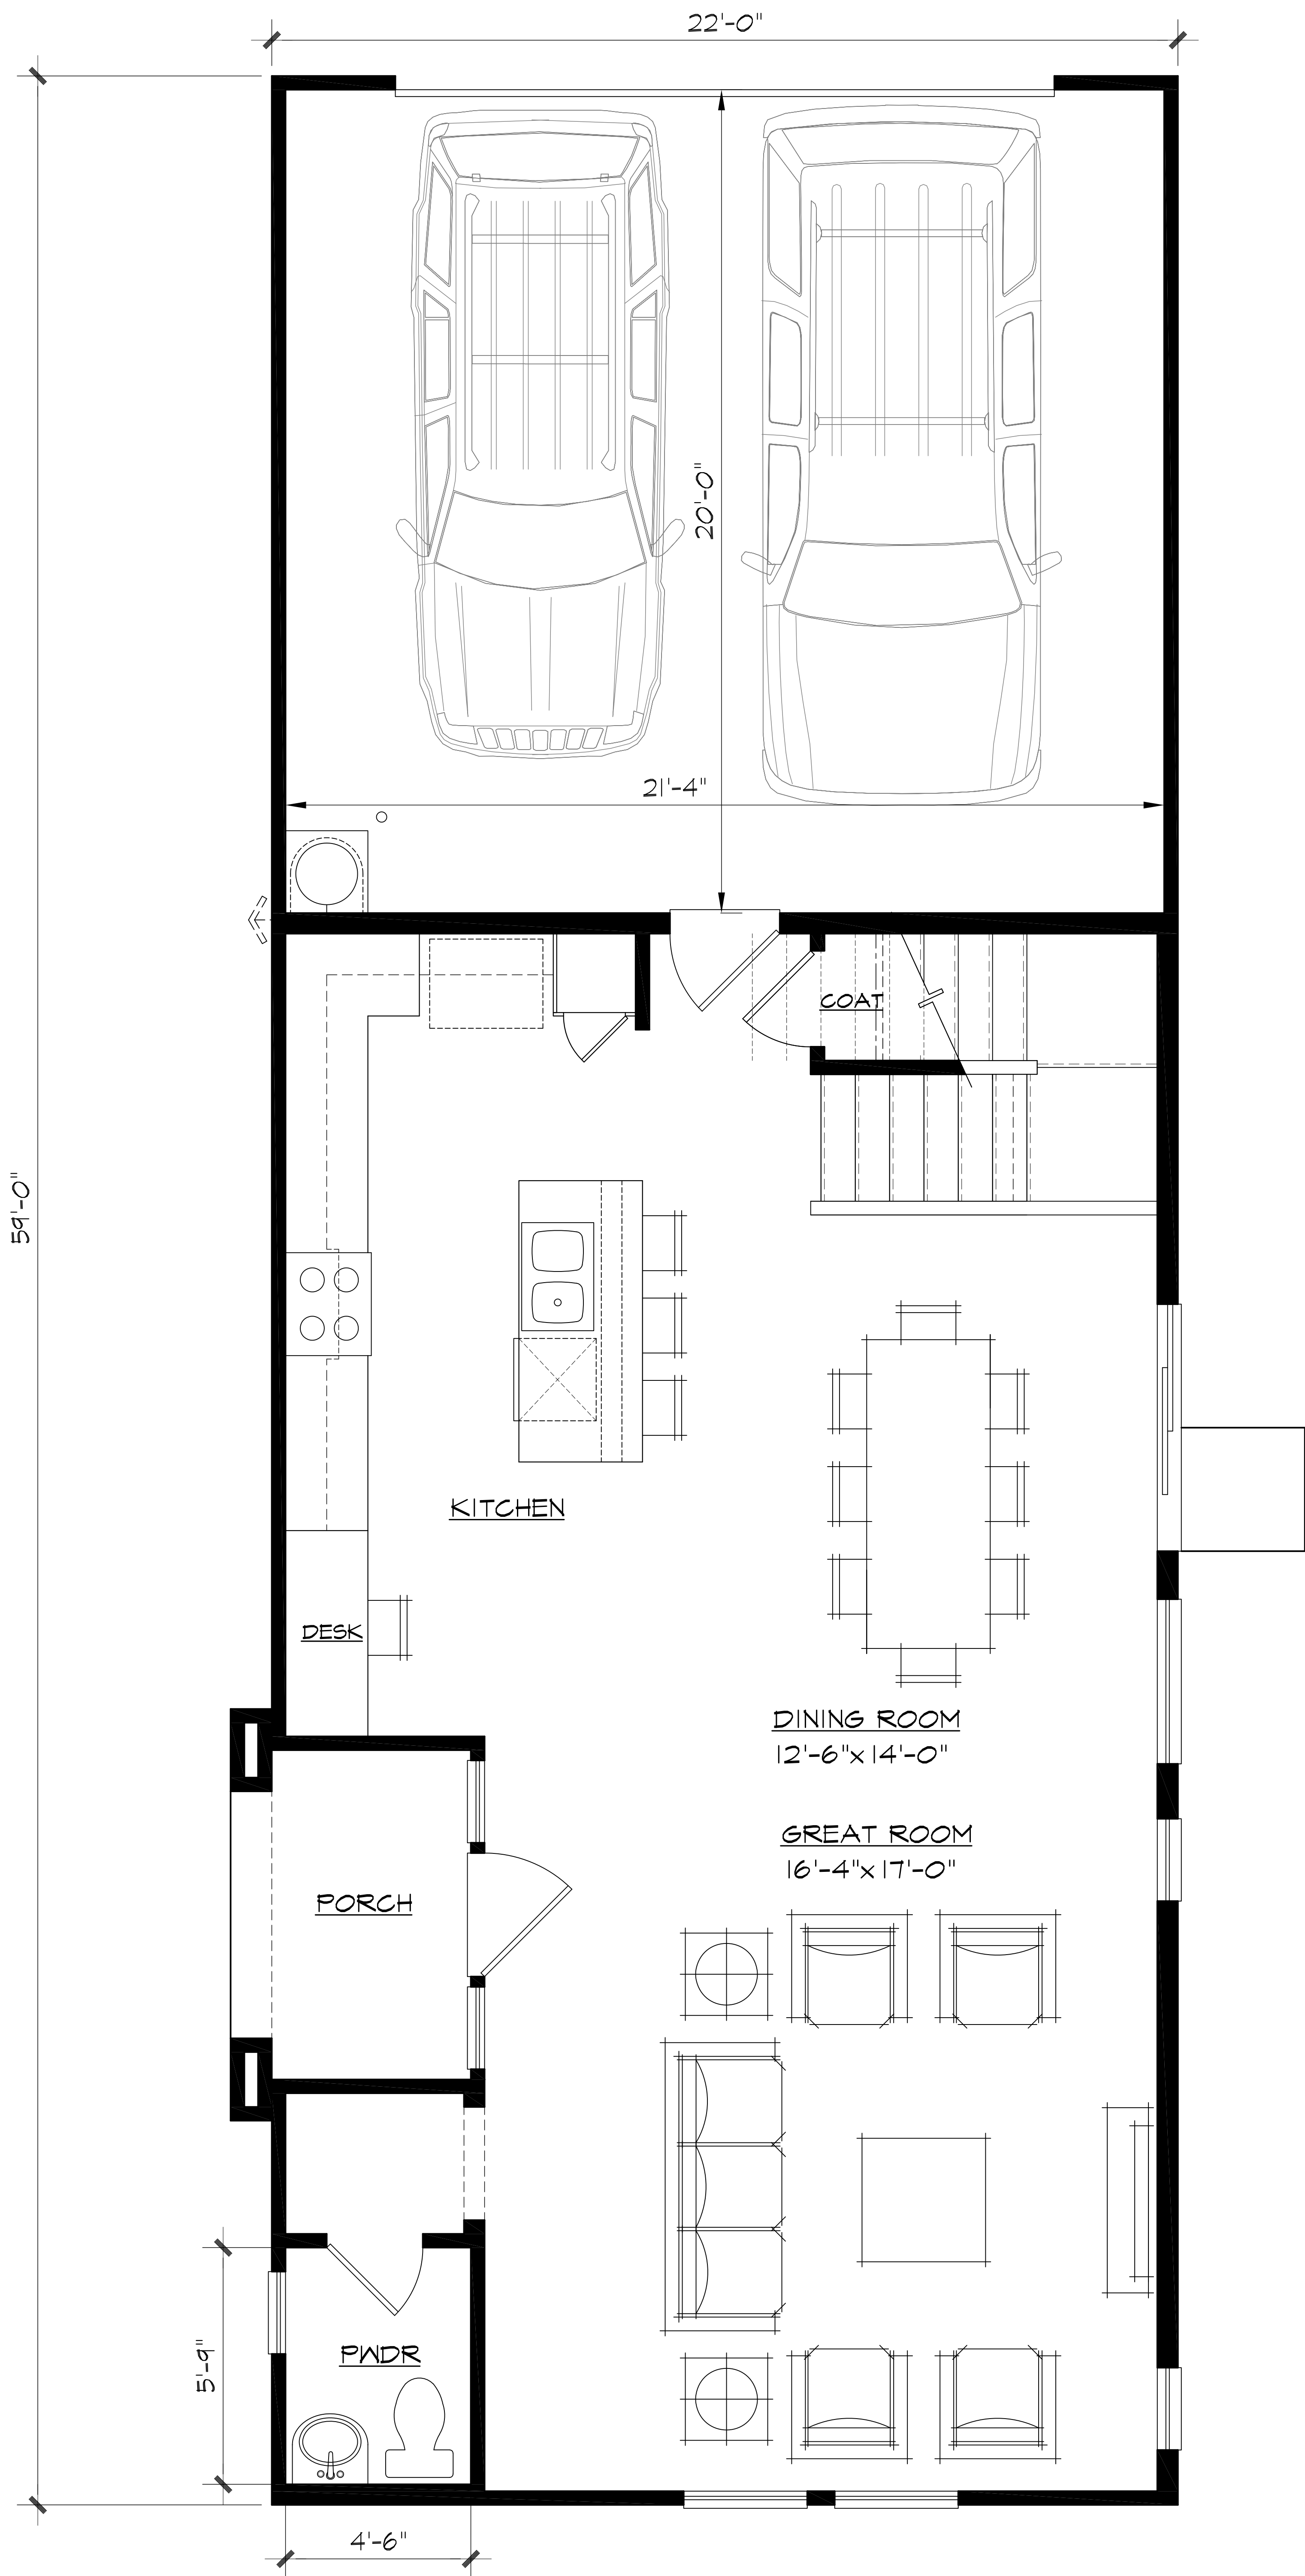 22'-0"
20'-0"
21'-4"
COAT
59'-0"
KITCHEN
DESK
DINING ROOM
12'-6"x14'-0"
GREAT ROOM
16'-4"x17'-0"
PORCH
5'-9"
PWDR
4'-6"